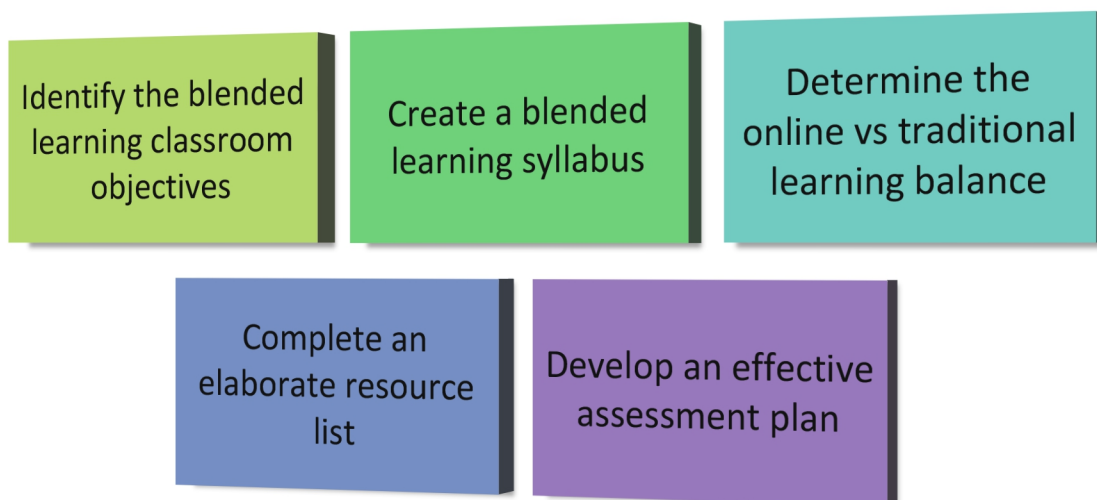 Identify the blended
learning classroom
objectives
Create a blended
learning syllabus
Determine the
online vs traditional
learning balance
Complete an
elaborate resource
list
Develop an effective
assessment plan